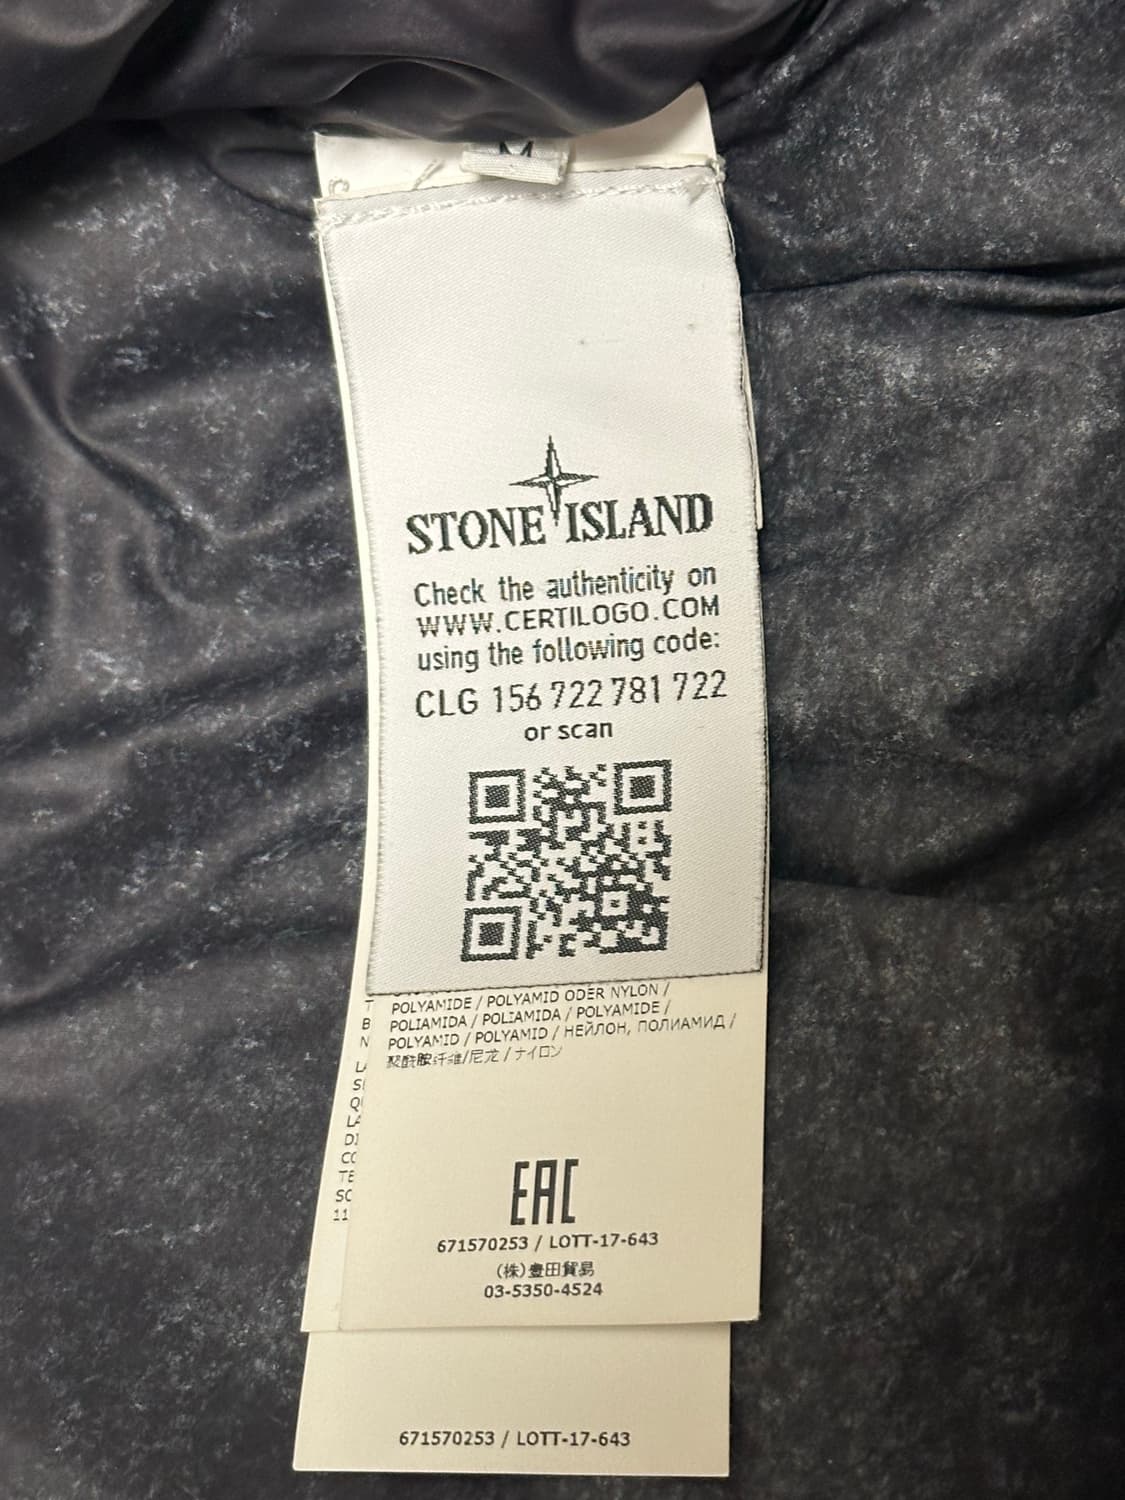 M
STONE ISLAND
Check the authenticity on
WWW.CERTILOGO.COM
using the following code:
CLG 156 722 781 722
or scan
POLYAMIDE / POLYAMID ODER NYLON /
POLIAMIDA / POLIAMIDA / POLYAMIDE /
POLYAMID / POLYAMID / НЕЙЛОН, ПОЛИАМИД /
聚酰胺纤维/尼龙 / ナイロン
EAC
671570253 / LOTT-17-643
(株)豊田貿易
03-5350-4524
671570253 / LOTT-17-643